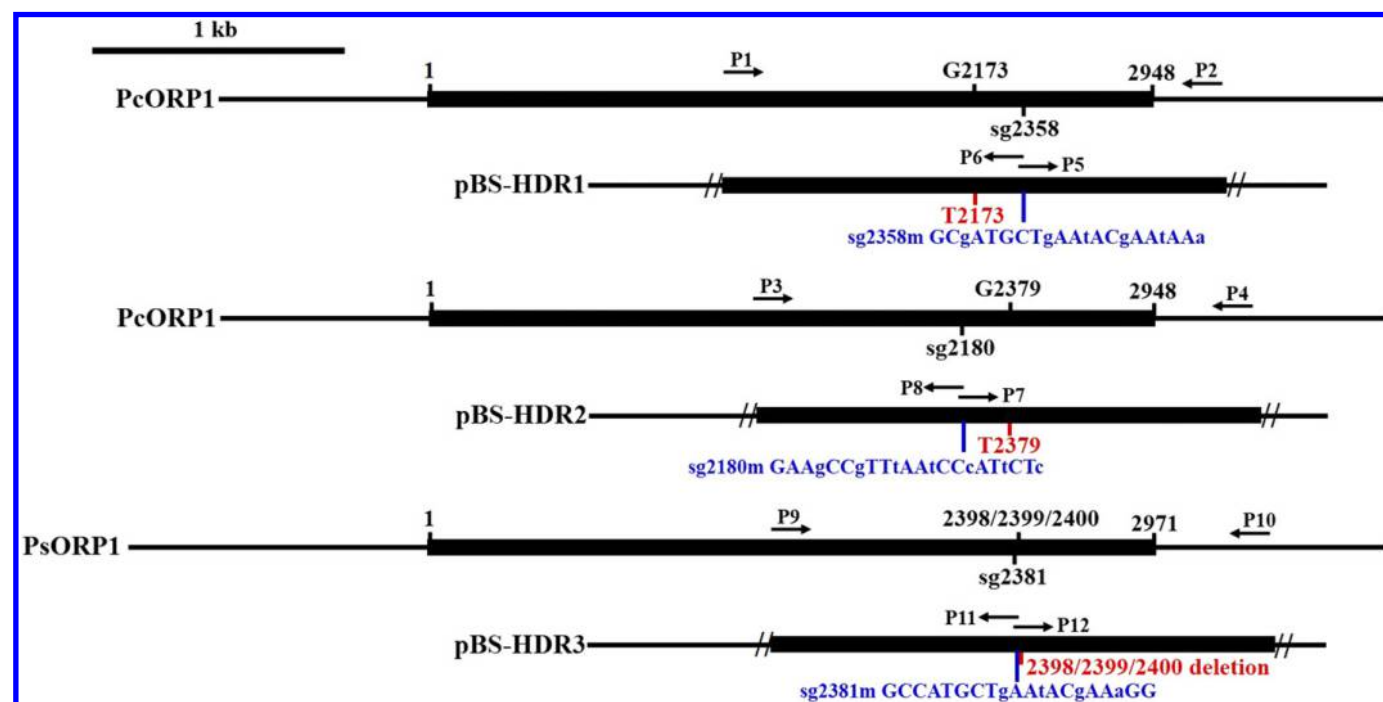 1 kb
1 P1 G2173 2948 P2
PcORP1
sg2358
P6 P5
pBS-HDR1
T2173
sg2358m GCgATGCTgAAtACgAAtAAa
1 P3 G2379 2948 P4
PcORP1
sg2180
P8 P7
pBS-HDR2
T2379
sg2180m GAAgCCgTTtAAtCCcATtCTc
1 P9 2398/2399/2400 2971 P10
PsORP1
sg2381
P11 P12
pBS-HDR3
2398/2399/2400 deletion
sg2381m GCCATGCTgAAtACgAAaGG